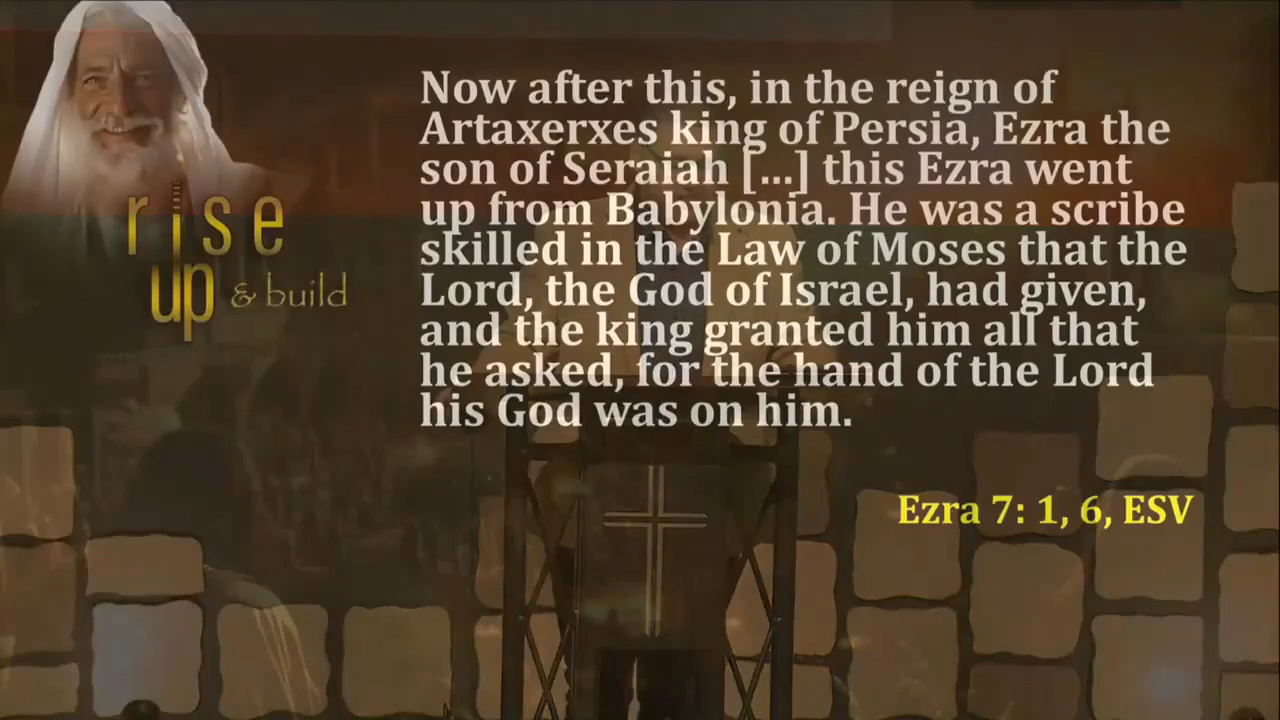 rise
up & build
Now after this, in the reign of
Artaxerxes king of Persia, Ezra the
son of Seraiah [...] this Ezra went
up from Babylonia. He was a scribe
skilled in the Law of Moses that the
Lord, the God of Israel, had given,
and the king granted him all that
he asked, for the hand of the Lord
his God was on him.
Ezra 7: 1, 6, ESV